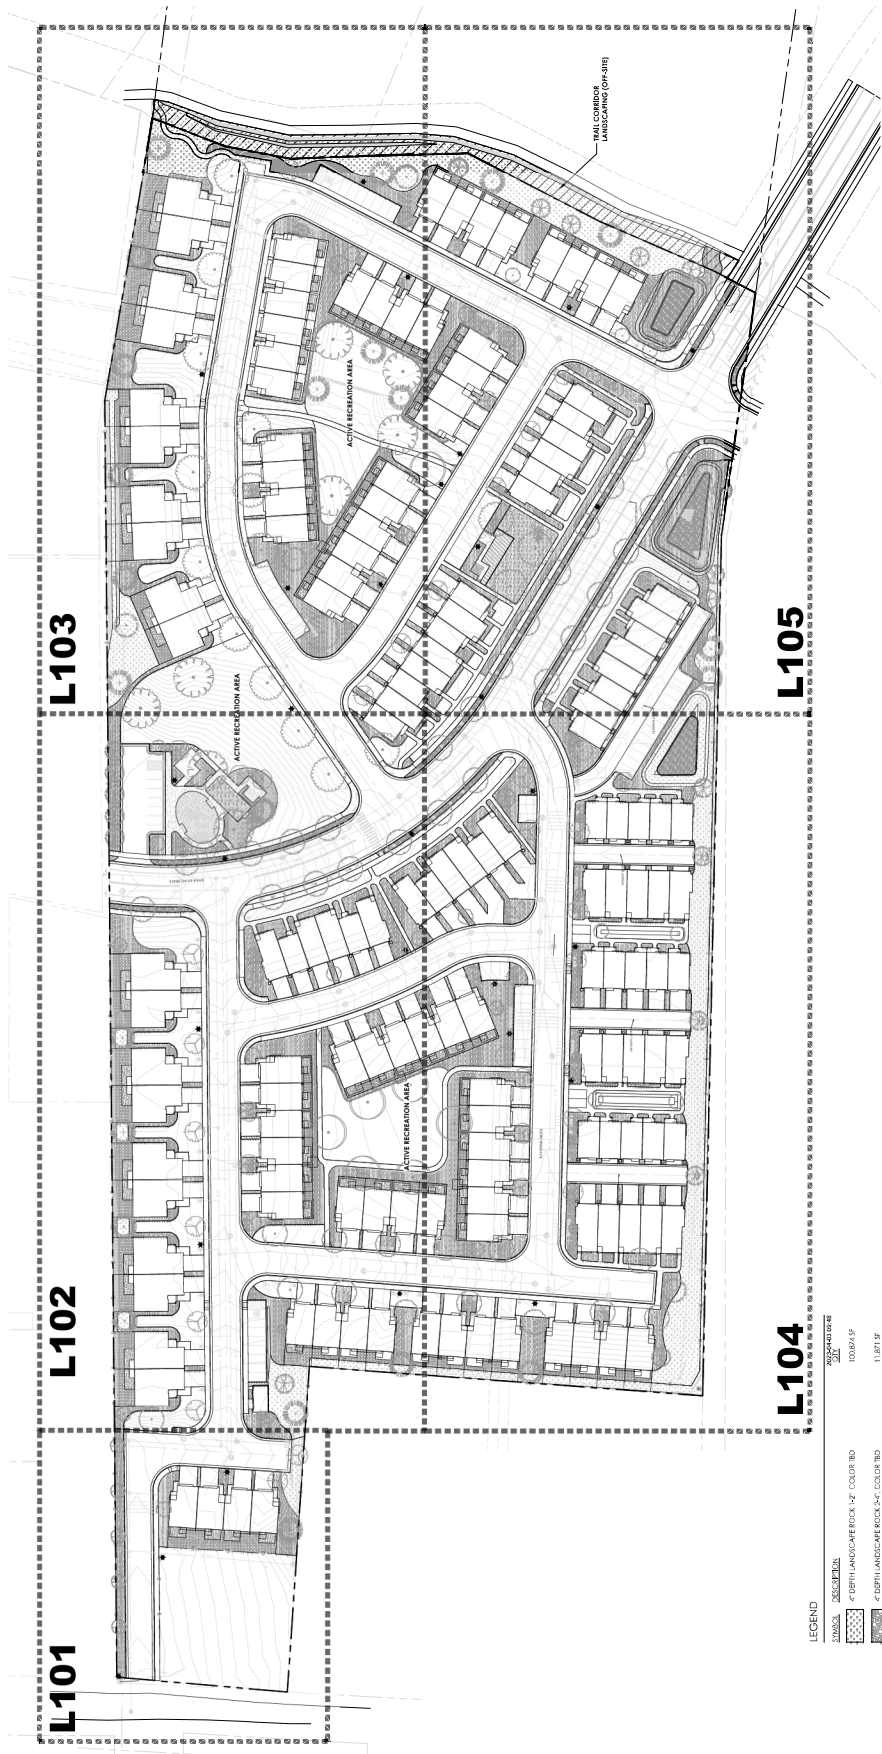 TRAIL CORRIDOR
LANDSCAPING (OFF-SITE)
ACTIVE RECREATION AREA
L103
L105
ACTIVE RECREATION AREA
ACTIVE RECREATION AREA
L102
L104
L101
LEGEND
SYMBOL DESCRIPTION QTY
4" DEPTH LANDSCAPE ROCK 1-2", COLOR TBD 100,874 SF
4" DEPTH LANDSCAPE ROCK 2-4", COLOR TBD 11,871 SF